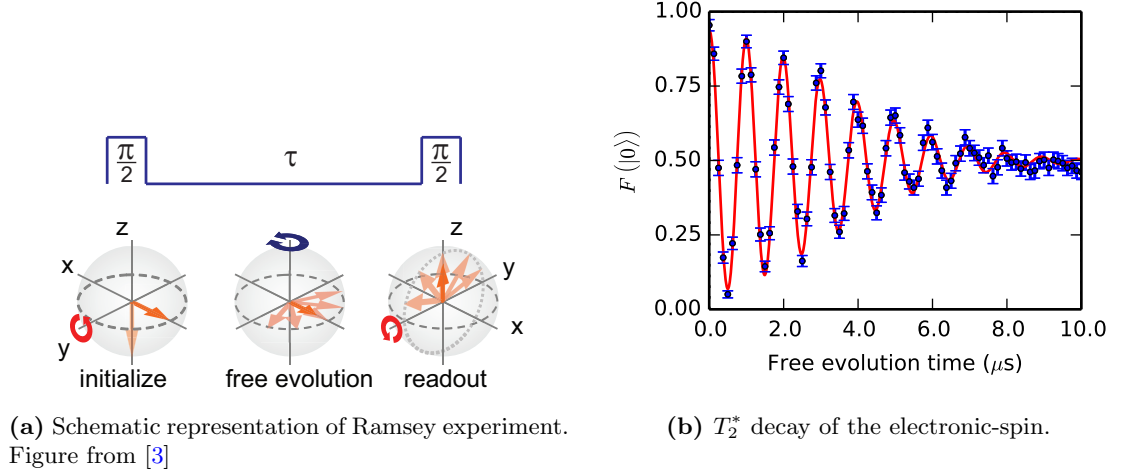 π/2 τ π/2
z z
x y
y x
initialize free evolution readout
(a) Schematic representation of Ramsey experiment.
Figure from [3]
1.00
0.75
0.50
0.25
0.00
F (|0⟩)
0.0 2.0 4.0 6.0 8.0 10.0
Free evolution time (μs)
(b) T₂* decay of the electronic-spin.